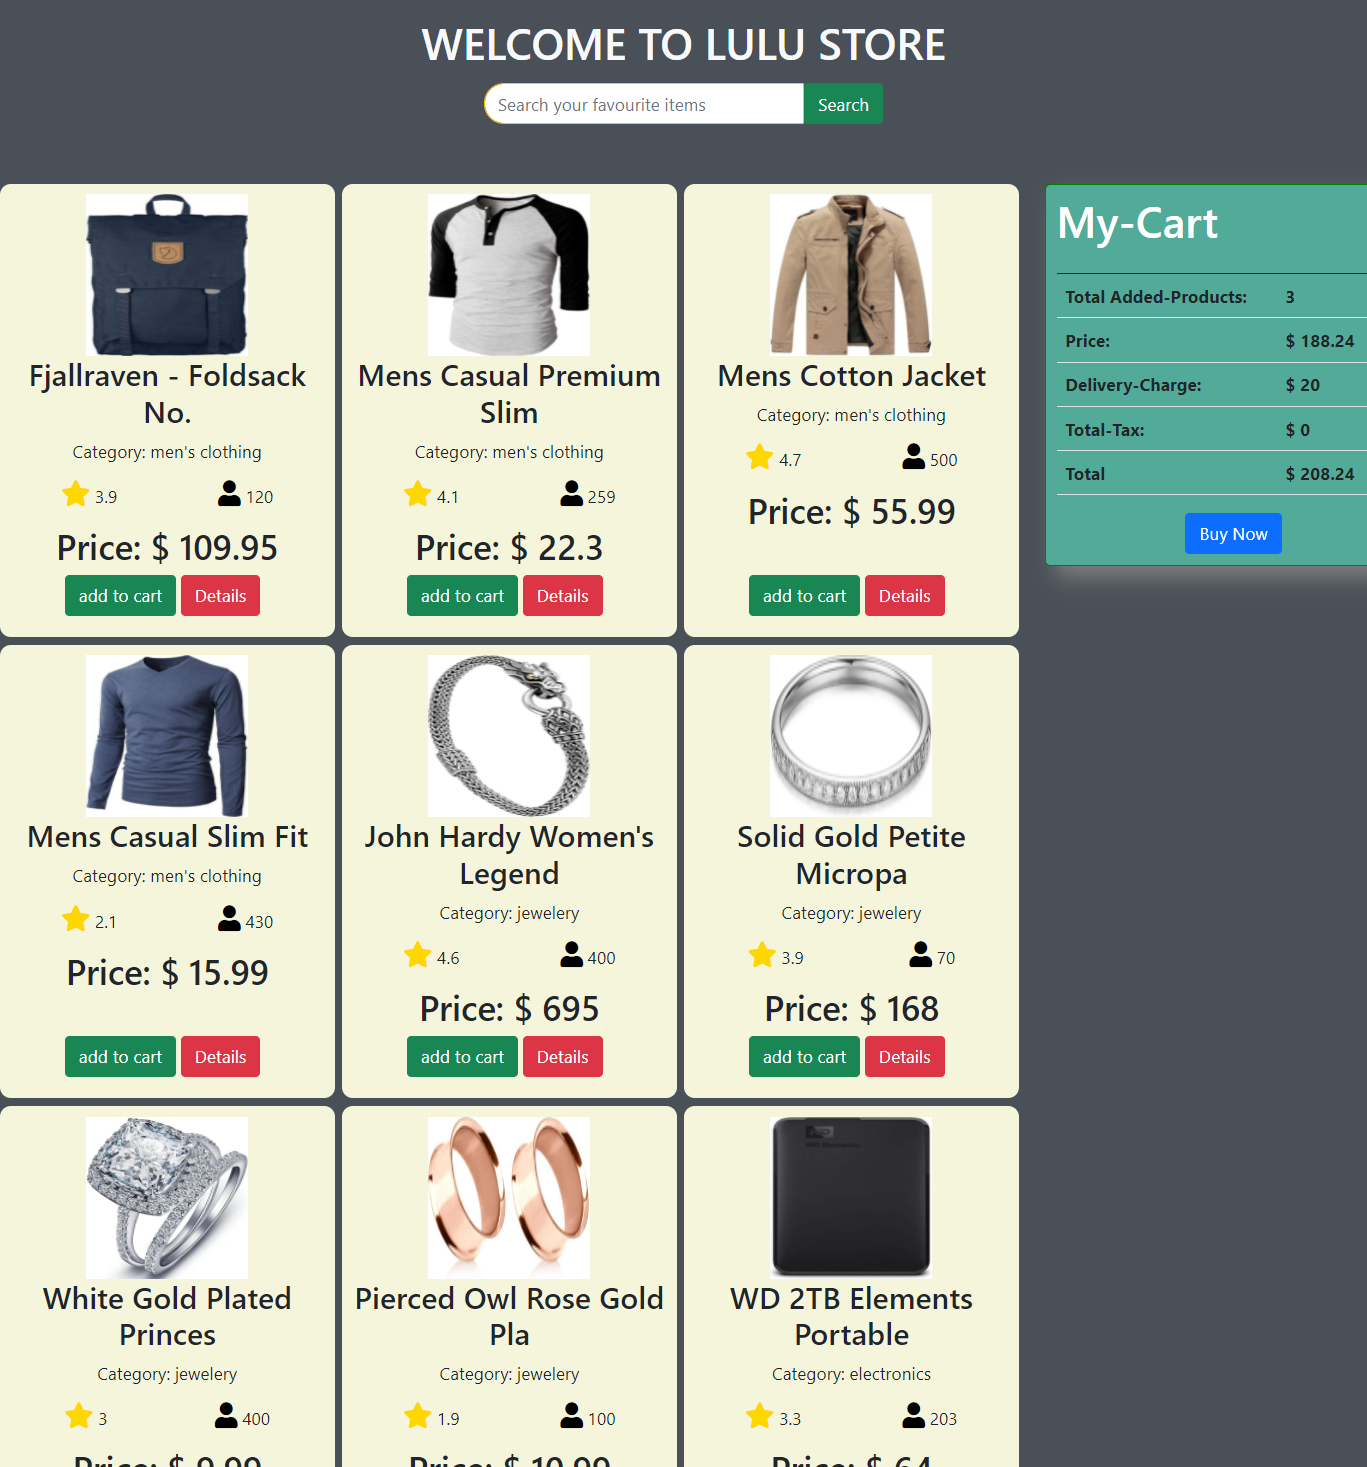 WELCOME TO LULU STORE
Search your favourite items
Search
Fjallraven - Foldsack
No.
Category: men's clothing
3.9
120
Price: $ 109.95
add to cart
Details
Mens Casual Premium
Slim
Category: men's clothing
4.1
259
Price: $ 22.3
add to cart
Details
Mens Cotton Jacket
Category: men's clothing
4.7
500
Price: $ 55.99
add to cart
Details
My-Cart
Total Added-Products: 3
Price: $ 188.24
Delivery-Charge: $ 20
Total-Tax: $ 0
Total $ 208.24
Buy Now
Mens Casual Slim Fit
Category: men's clothing
2.1
430
Price: $ 15.99
add to cart
Details
John Hardy Women's
Legend
Category: jewelery
4.6
400
Price: $ 695
add to cart
Details
Solid Gold Petite
Micropa
Category: jewelery
3.9
70
Price: $ 168
add to cart
Details
White Gold Plated
Princes
Category: jewelery
3
400
Price: $ 9.99
Pierced Owl Rose Gold
Pla
Category: jewelery
1.9
100
Price: $ 10.99
WD 2TB Elements
Portable
Category: electronics
3.3
203
Price: $ 64